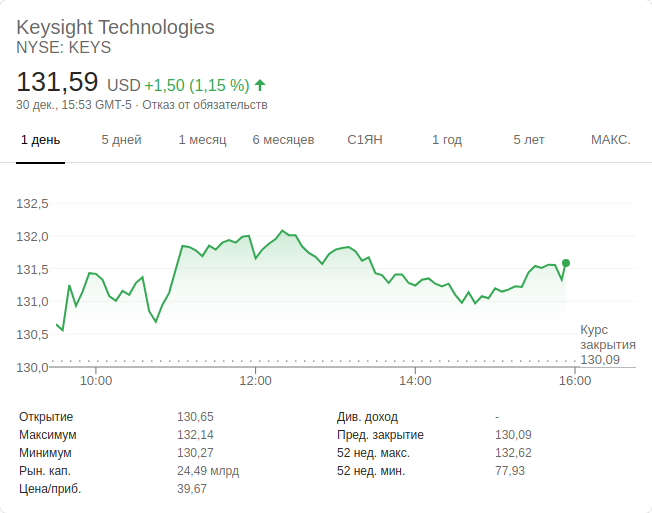 Keysight Technologies
NYSE: KEYS
131,59 USD +1,50 (1,15 %)
30 дек., 15:53 GMT-5 · Отказ от обязательств
1 день 5 дней 1 месяц 6 месяцев С1ЯН 1 год 5 лет МАКС.
132,5
132,0
131,5
131,0
130,5
Курс
закрытия
130,09
130,0
10:00 12:00 14:00 16:00
Открытие 130,65 Див. доход -
Максимум 132,14 Пред. закрытие 130,09
Минимум 130,27 52 нед. макс. 132,62
Рын. кап. 24,49 млрд 52 нед. мин. 77,93
Цена/приб. 39,67